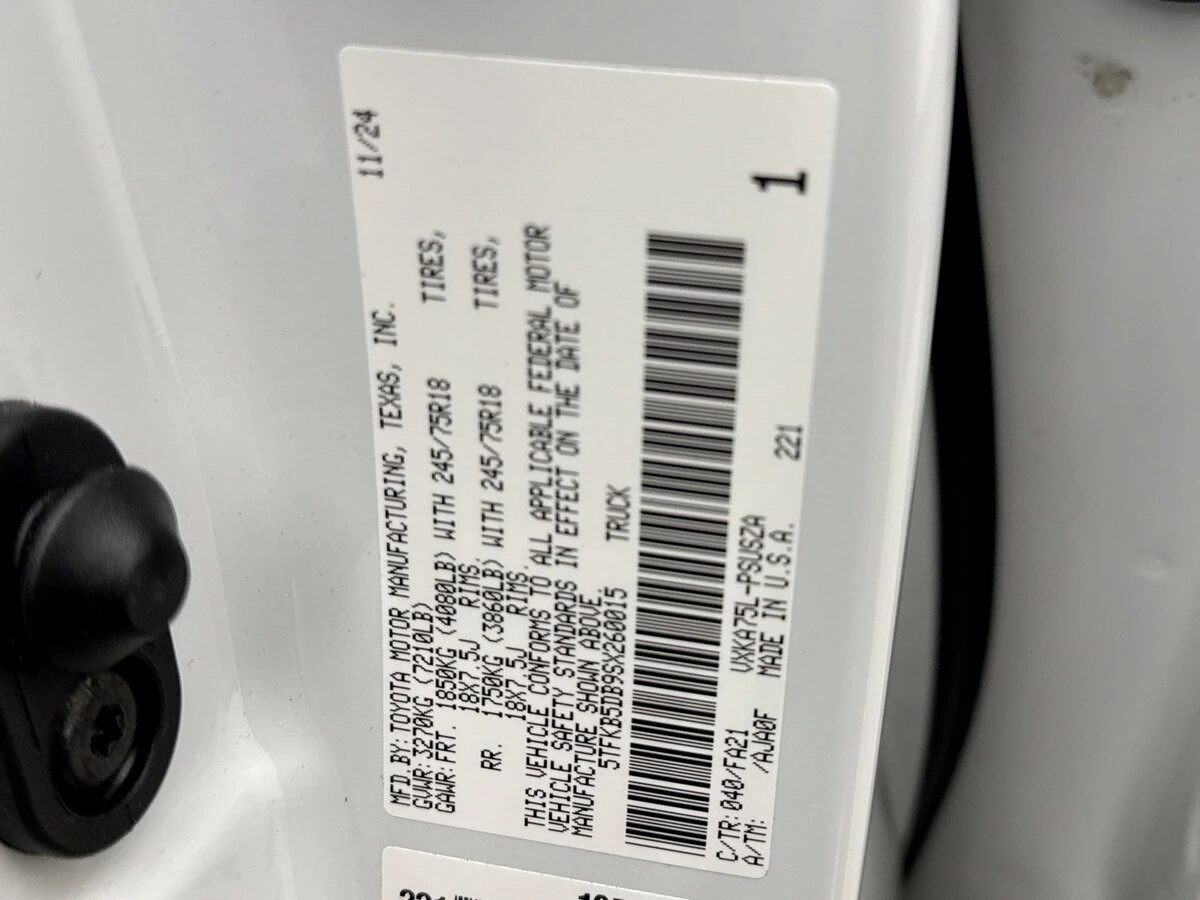 11/24
MFD.BY:TOYOTA MOTOR MANUFACTURING, TEXAS, INC.
GVWR:3270KG (7210LB)
GAWR:FRT. 1850KG (4080LB) WITH 245/75R18 TIRES,
18X7.5J RIMS.
RR. 1750KG (3860LB) WITH 245/75R18 TIRES,
18X7.5J RIMS.
THIS VEHICLE CONFORMS TO ALL APPLICABLE FEDERAL MOTOR
VEHICLE SAFETY STANDARDS IN EFFECT ON THE DATE OF
MANUFACTURE SHOWN ABOVE.
5TFKB5DB9SX260015 TRUCK
1
C/TR:040/FA21 VXKA75L-PSUSZA 221
A/TM: /AJA0F MADE IN U.S.A.